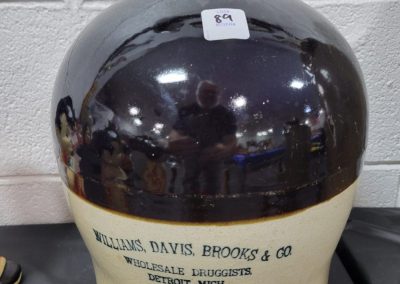 89
WILLIAMS, DAVIS, BROOKS & CO.
WHOLESALE DRUGGISTS,
DETROIT, MICH.